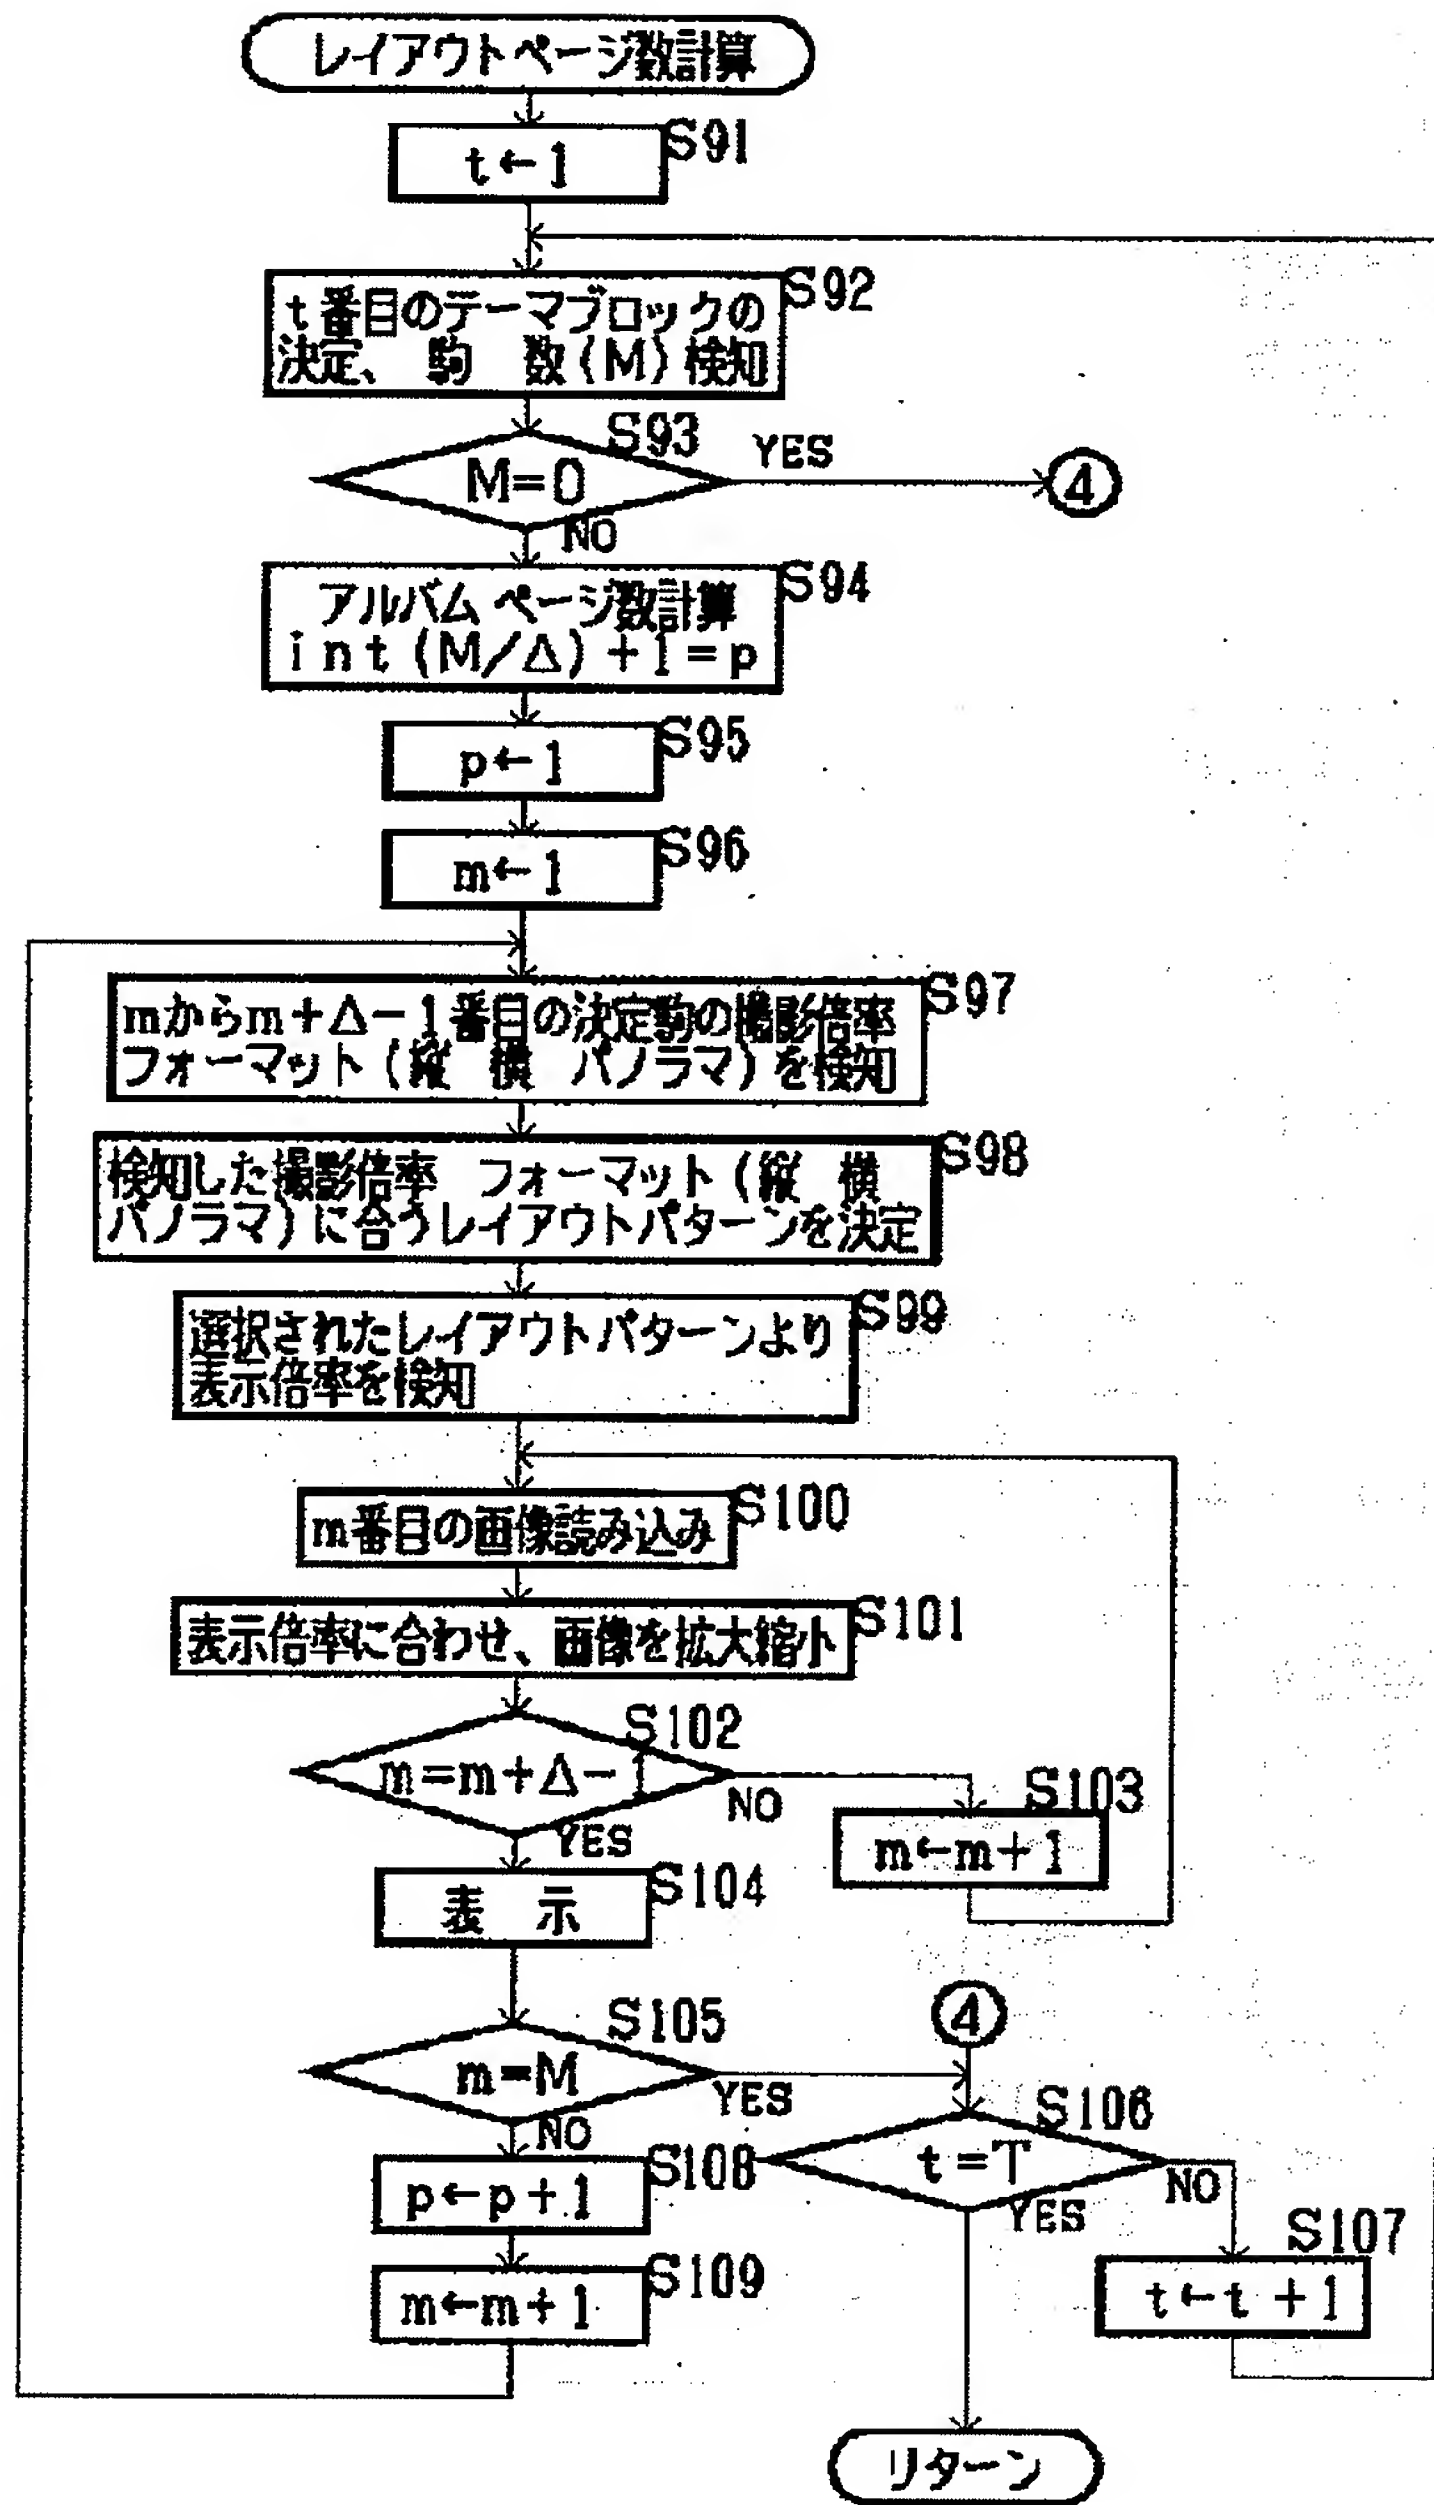 レイアウトページ数計算
S91
t←1
S92
t番目のテーマブロックの
決定、 駒 数(M)検知
S93
M=0
YES
④
NO
S94
アルバムページ数計算
int(M/Δ)+1=p
S95
p←1
S96
m←1
S97
mからm+Δ−1番目の決定駒の撮影倍率
フォーマット(縦 横 パノラマ)を検知
S98
検知した撮影倍率 フォーマット(縦 横
パノラマ)に合うレイアウトパターンを決定
S99
選択されたレイアウトパターンより
表示倍率を検知
S100
m番目の画像読み込み
S101
表示倍率に合わせ、画像を拡大縮小
S102
m=m+Δ−1
NO
S103
m←m+1
YES
S104
表 示
S105
m=M
YES
④
S106
t=T
NO
S107
t←t+1
YES
NO
S108
p←p+1
S109
m←m+1
リターン